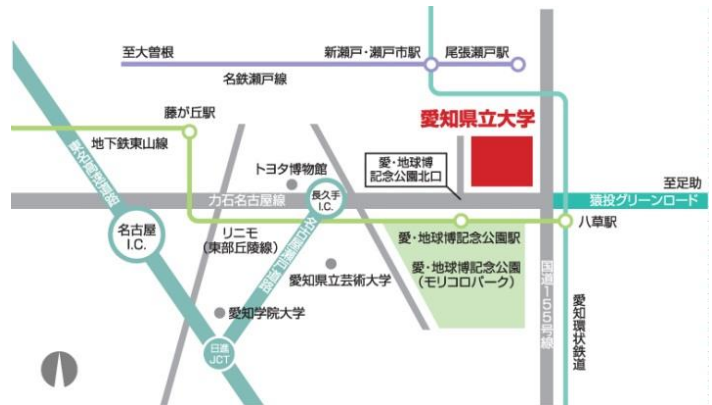 至大曽根
新瀬戸・瀬戸市駅
尾張瀬戸駅
名鉄瀬戸線
藤が丘駅
愛知県立大学
地下鉄東山線
東名高速道路
トヨタ博物館
愛・地球博
記念公園北口
至足助
力石名古屋線
長久手
I.C.
猿投グリーンロード
名古屋
I.C.
リニモ
(東部丘陵線)
名古屋瀬戸道路
愛・地球博記念公園駅
八草駅
愛知県立芸術大学
愛・地球博記念公園
(モリコロパーク)
国道155号線
愛知環状鉄道
愛知学院大学
日進
JCT